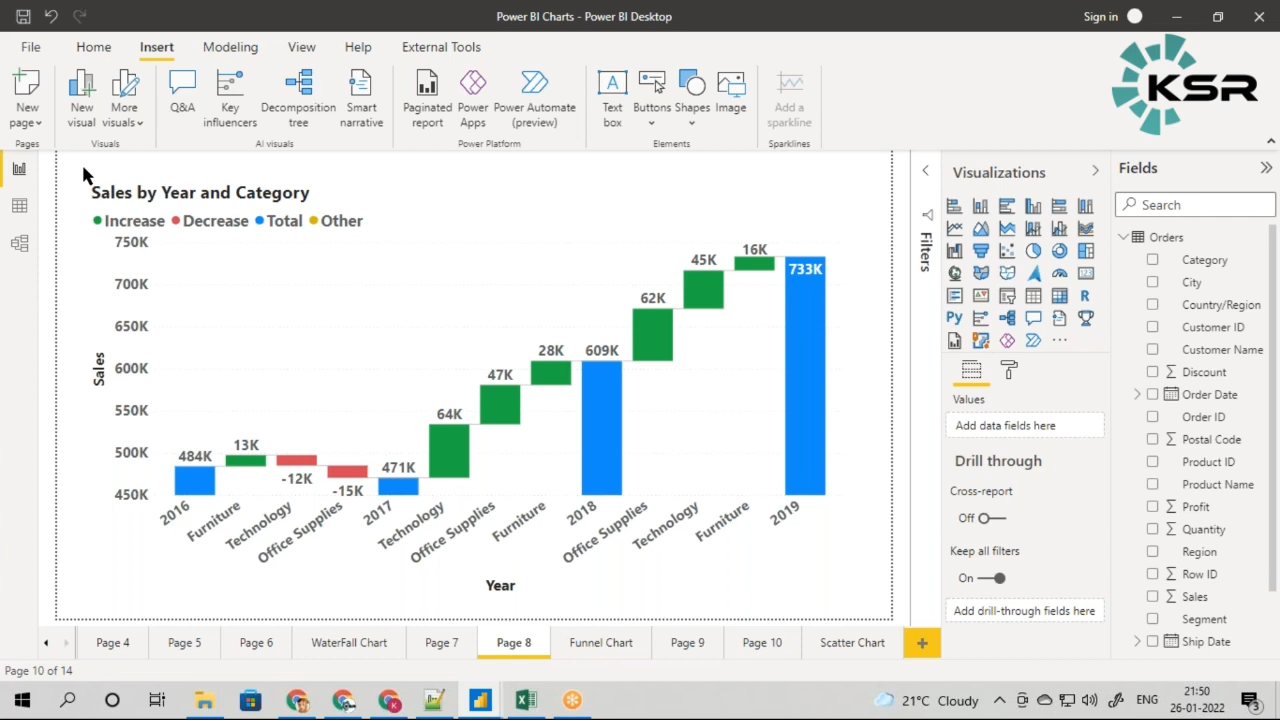 Power BI Charts - Power BI Desktop
Sign in
File
Home
Insert
Modeling
View
Help
External Tools
KSR
New page
New visual
More visuals
Q&A
Key influencers
Decomposition tree
Smart narrative
Paginated report
Power Apps
Power Automate (preview)
Text box
Buttons
Shapes
Image
Add a sparkline
Pages
Visuals
AI visuals
Power Platform
Elements
Sparklines
Sales by Year and Category
Increase Decrease Total Other
750K
700K
650K
600K
550K
500K
450K
Sales
484K
13K
-12K
-15K
471K
64K
47K
28K
609K
62K
45K
16K
733K
2016
Furniture
Technology
Office Supplies
2017
Technology
Office Supplies
Furniture
2018
Office Supplies
Technology
Furniture
2019
Year
Filters
Visualizations
R
Py
123
Values
Add data fields here
Drill through
Cross-report
Off
Keep all filters
On
Add drill-through fields here
Fields
Search
Orders
Category
City
Country/Region
Customer ID
Customer Name
Σ Discount
Order Date
Order ID
Σ Postal Code
Product ID
Product Name
Σ Profit
Σ Quantity
Region
Σ Row ID
Σ Sales
Segment
Ship Date
Page 4
Page 5
Page 6
WaterFall Chart
Page 7
Page 8
Funnel Chart
Page 9
Page 10
Scatter Chart
+
Page 10 of 14
21°C Cloudy
ENG
21:50
26-01-2022
3